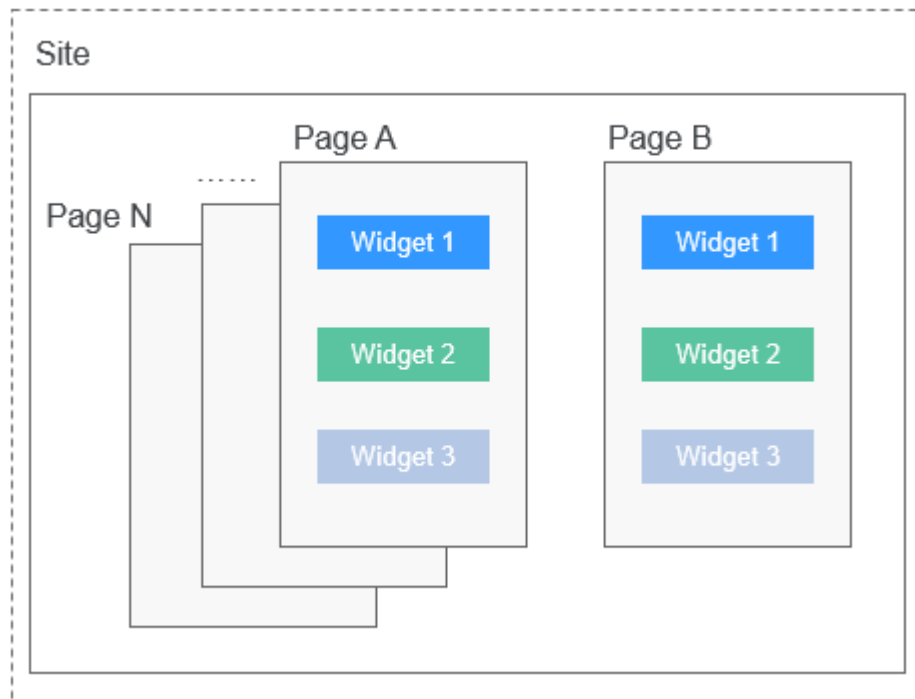 Site
Page A
Page B
......
Page N
Widget 1
Widget 1
Widget 2
Widget 2
Widget 3
Widget 3